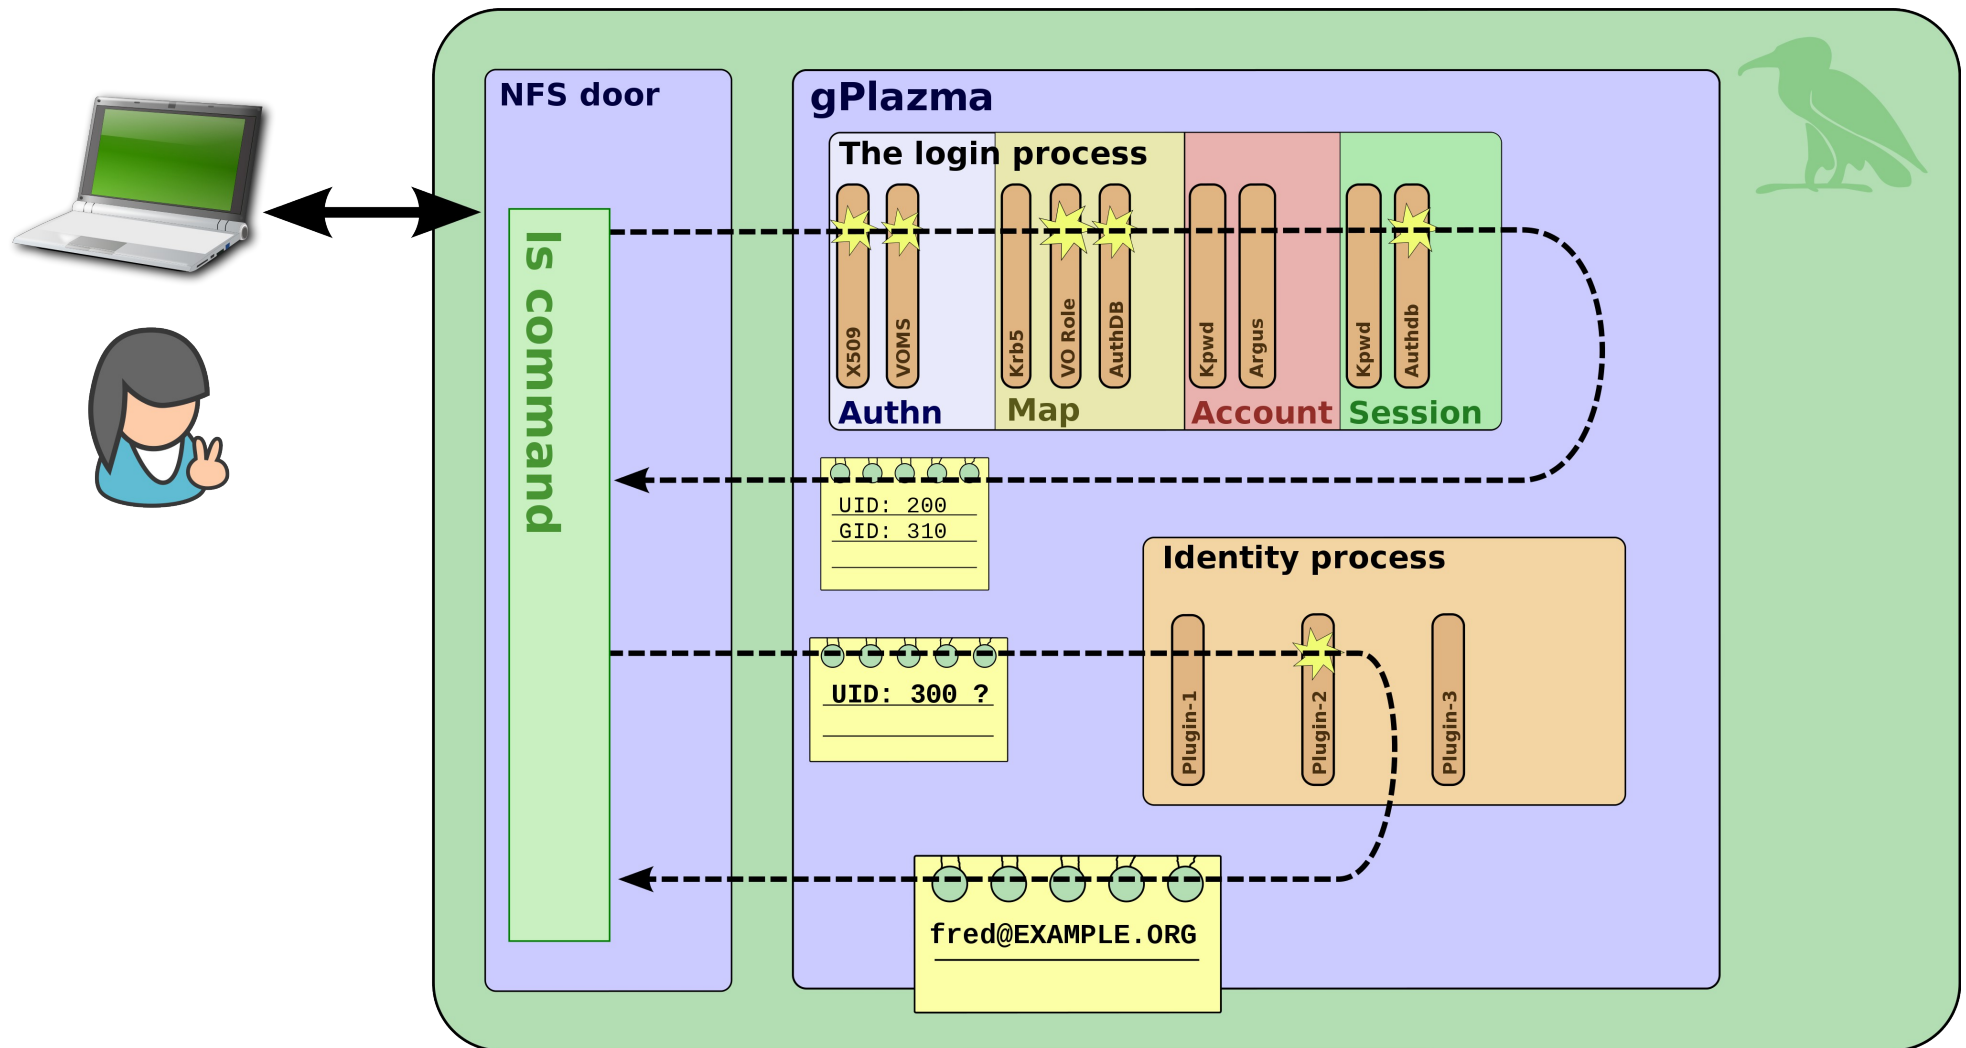 NFS door
gPlazma
The login process
X509
VOMS
Krb5
VO Role
AuthDB
Kpwd
Argus
Kpwd
Authdb
Authn
Map
Account
Session
ls command
UID: 200
GID: 310
Identity process
UID: 300 ?
Plugin-1
Plugin-2
Plugin-3
fred@EXAMPLE.ORG